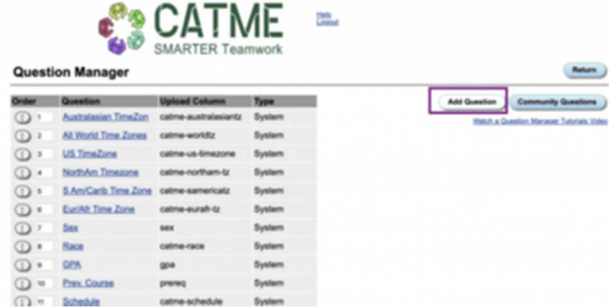 CATME
SMARTER Teamwork
Help
Logout
Question Manager
Return
Order Question Upload Column Type
Add Question
Community Questions
Watch a Question Manager Tutorials Video
1 Australasian TimeZon catme-australasiantz System
2 All World Time Zones catme-worldtz System
3 US TimeZone catme-us-timezone System
4 NorthAm Timezone catme-northam-tz System
5 S Am/Carib Time Zone catme-samericatz System
6 Eur/Afr Time Zone catme-eurafr-tz System
7 Sex sex System
8 Race catme-race System
9 GPA gpa System
10 Prev. Course prereq System
11 Schedule catme-schedule System